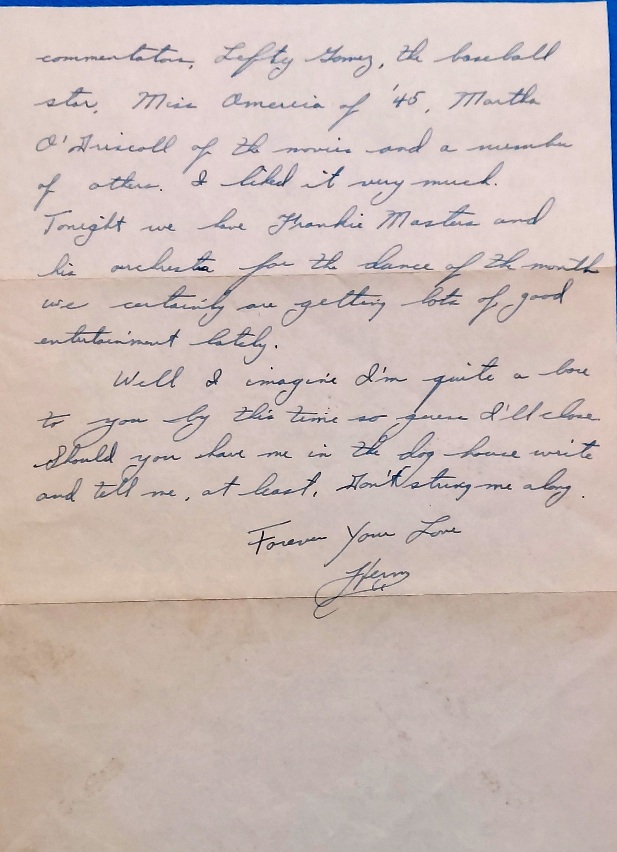 commentators, Lefty Gomez, the baseball
star, Miss America of '45, Martha
O'Driscoll of the movies and a number
of others. I liked it very much.
Tonight we have Frankie Masters and
his orchestra for the dance of the month
we certainly are getting lots of good
entertainment lately.
Well I imagine I'm quite a bore
to you by this time so guess I'll close
Should you have me in the dog house write
and tell me, at least, Don't string me along.
Forever Your Love
Herm